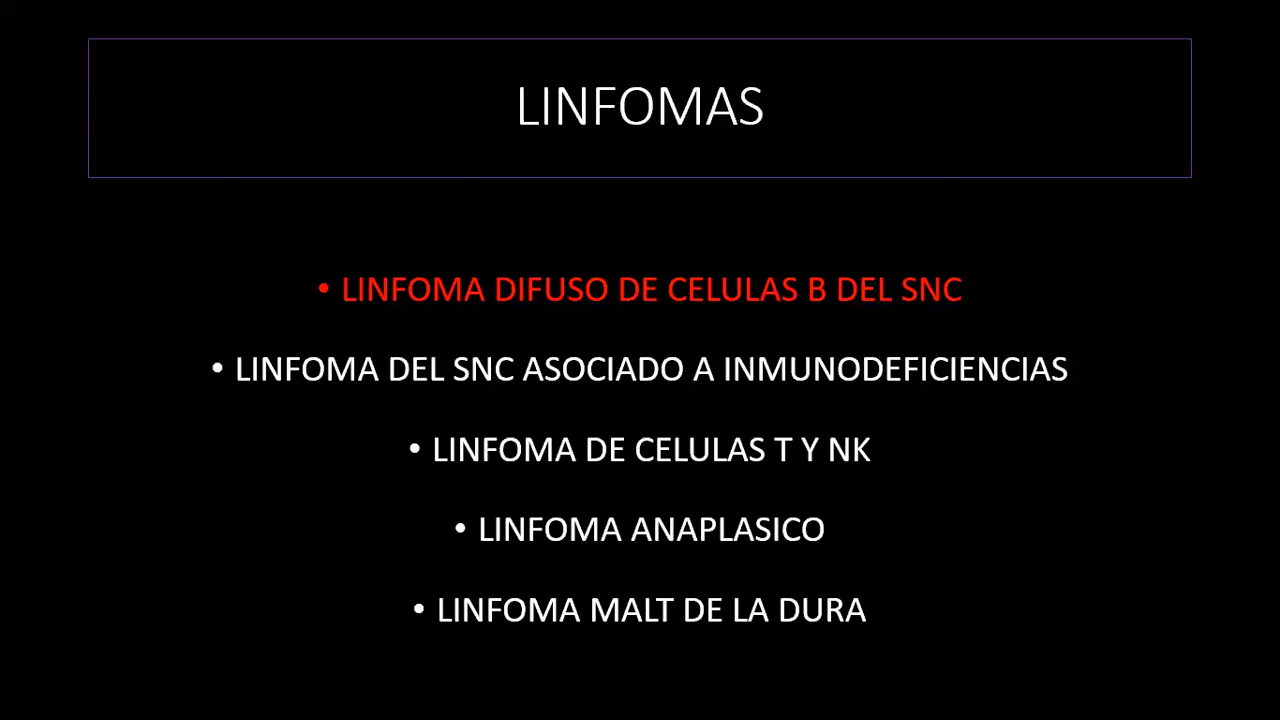 LINFOMAS
• LINFOMA DIFUSO DE CELULAS B DEL SNC
• LINFOMA DEL SNC ASOCIADO A INMUNODEFICIENCIAS
• LINFOMA DE CELULAS T Y NK
• LINFOMA ANAPLASICO
• LINFOMA MALT DE LA DURA